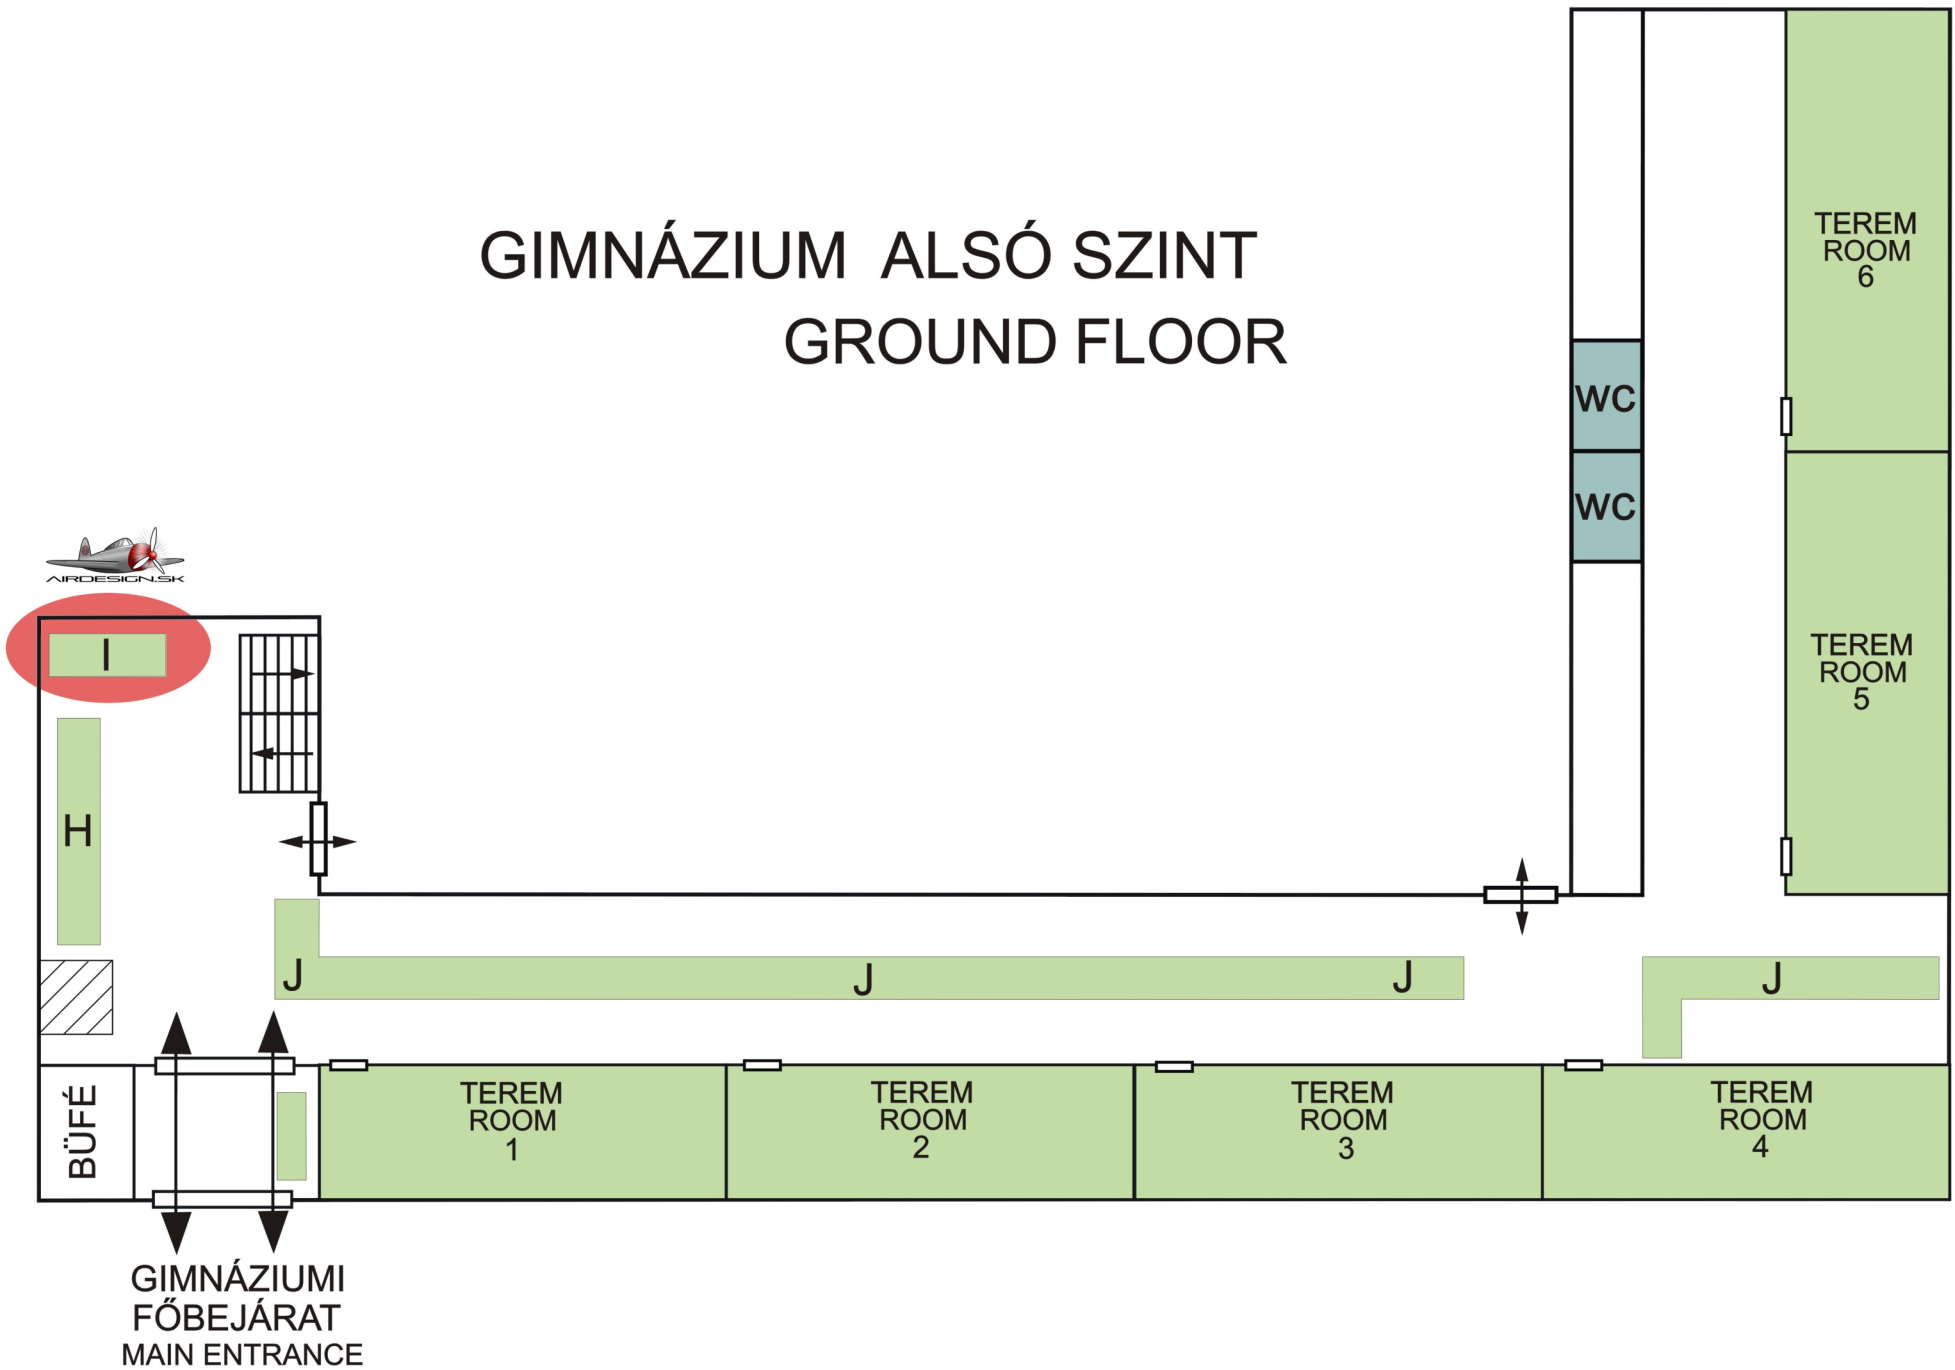 GIMNÁZIUM ALSÓ SZINT
GROUND FLOOR
TEREM
ROOM
6
WC
WC
AIRDESIGN.SK
I
TEREM
ROOM
5
H
J
J
J
J
BÜFÉ
TEREM
ROOM
1
TEREM
ROOM
2
TEREM
ROOM
3
TEREM
ROOM
4
GIMNÁZIUMI
FŐBEJÁRAT
MAIN ENTRANCE